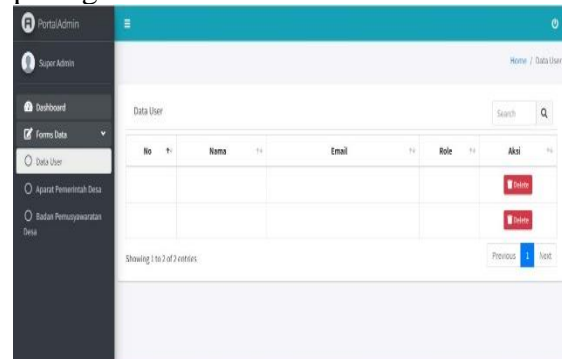 PortalAdmin
Super Admin
Home / Data User
Dashboard
Forms Data
Data User
Aparat Pemerintah Desa
Badan Pemusyawaratan
Desa
Data User
Search
No Nama Email Role Aksi
Delete
Delete
Showing 1 to 2 of 2 entries
Previous 1 Next